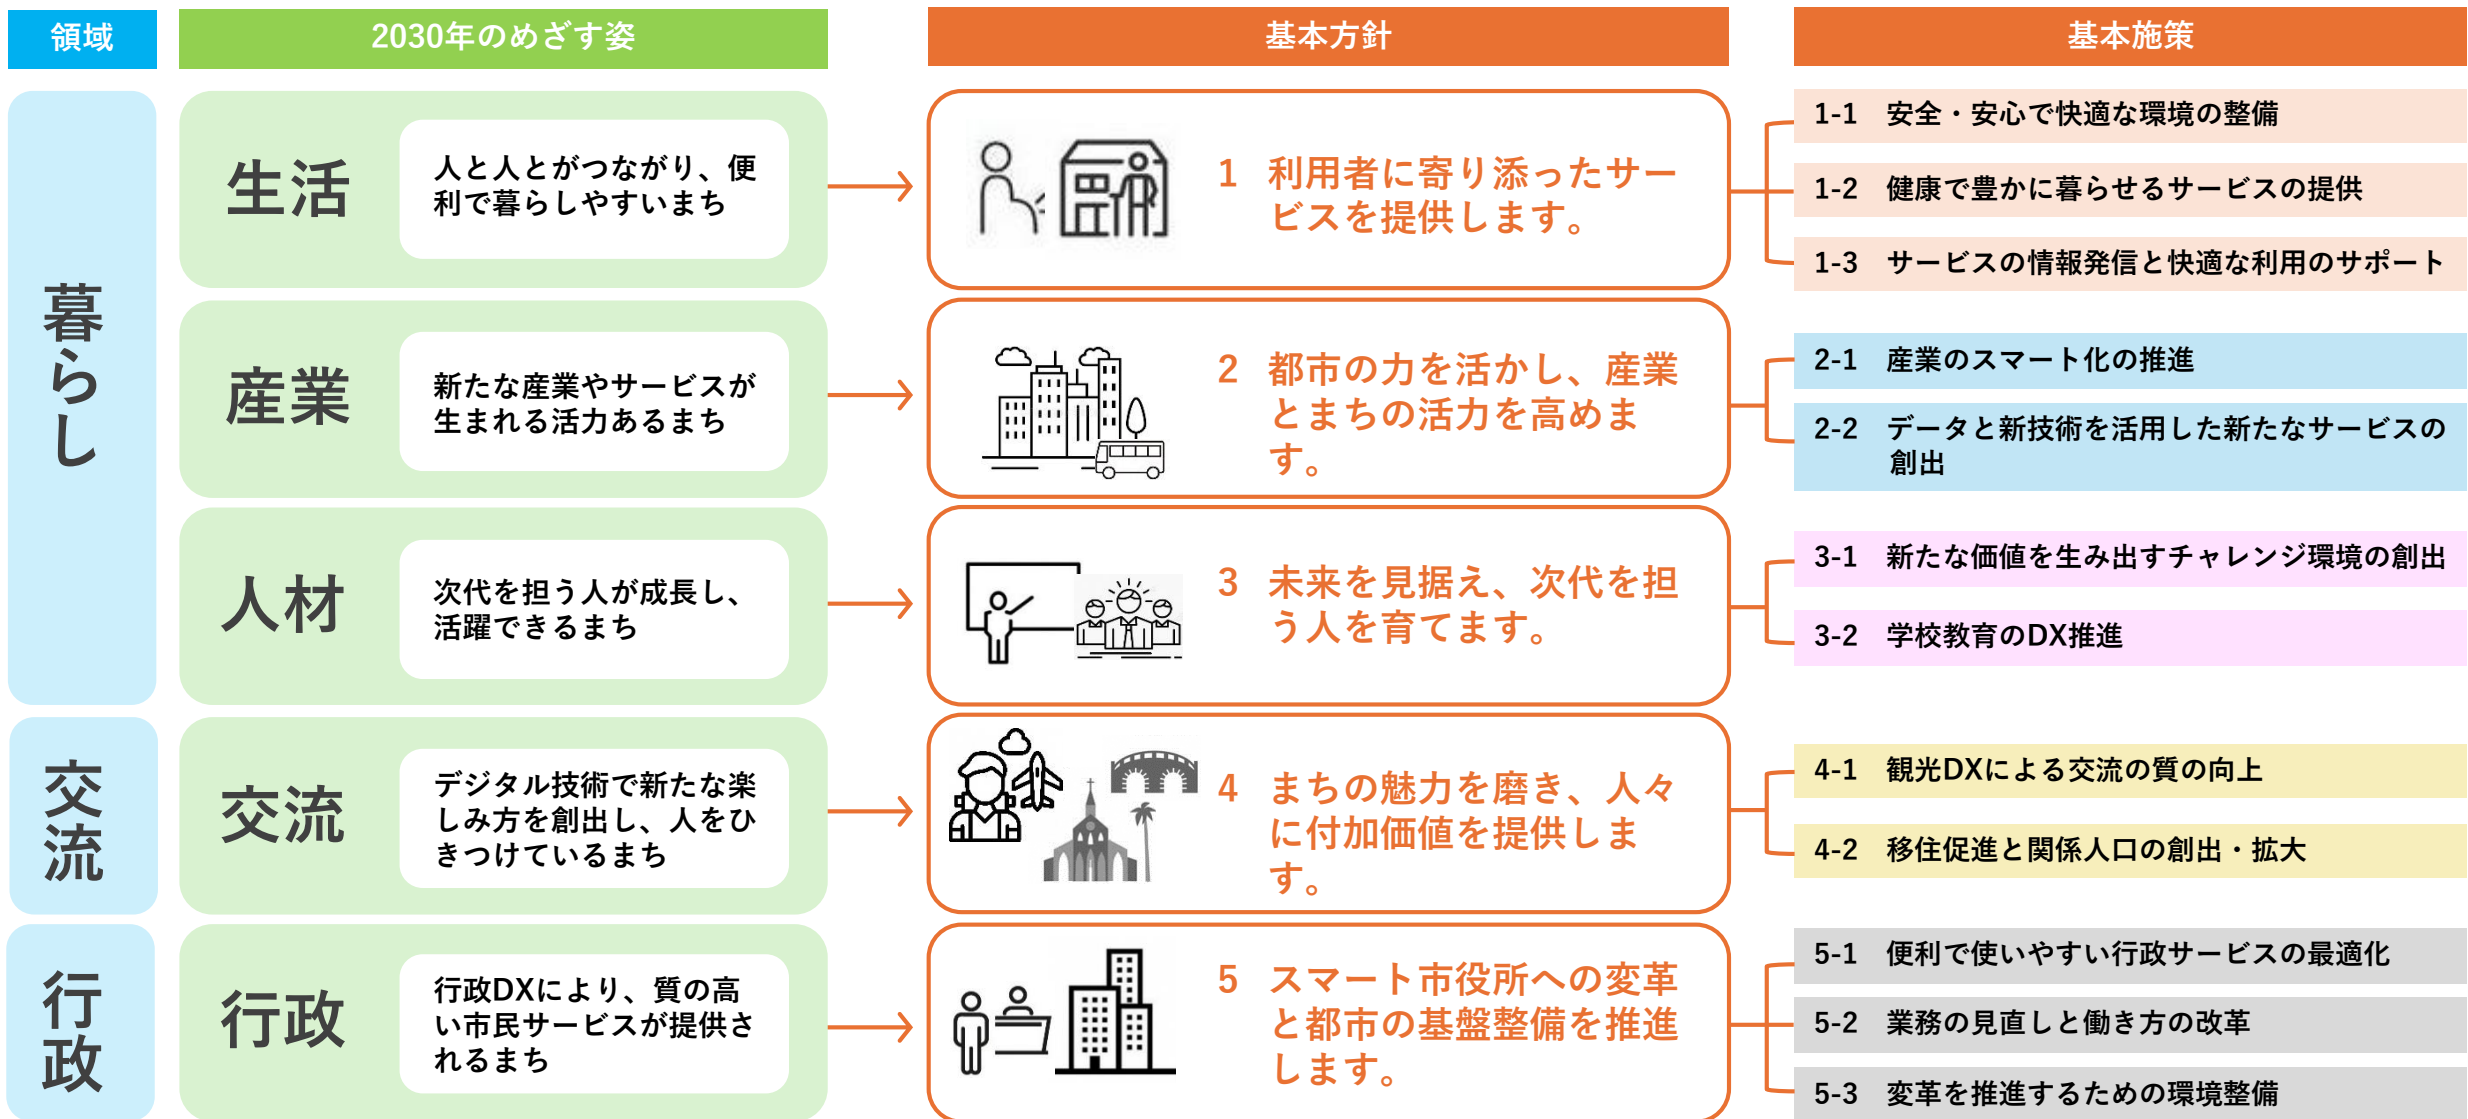 領域
2030年のめざす姿
基本方針
基本施策
暮らし
生活
人と人とがつながり、便
利で暮らしやすいまち
1 利用者に寄り添ったサー
ビスを提供します。
1-1 安全・安心で快適な環境の整備
1-2 健康で豊かに暮らせるサービスの提供
1-3 サービスの情報発信と快適な利用のサポート
産業
新たな産業やサービスが
生まれる活力あるまち
2 都市の力を活かし、産業
とまちの活力を高めま
す。
2-1 産業のスマート化の推進
2-2 データと新技術を活用した新たなサービスの
創出
人材
次代を担う人が成長し、
活躍できるまち
3 未来を見据え、次代を担
う人を育てます。
3-1 新たな価値を生み出すチャレンジ環境の創出
3-2 学校教育のDX推進
交流
交流
デジタル技術で新たな楽
しみ方を創出し、人をひ
きつけているまち
4 まちの魅力を磨き、人々
に付加価値を提供しま
す。
4-1 観光DXによる交流の質の向上
4-2 移住促進と関係人口の創出・拡大
行政
行政
行政DXにより、質の高
い市民サービスが提供さ
れるまち
5 スマート市役所への変革
と都市の基盤整備を推進
します。
5-1 便利で使いやすい行政サービスの最適化
5-2 業務の見直しと働き方の改革
5-3 変革を推進するための環境整備